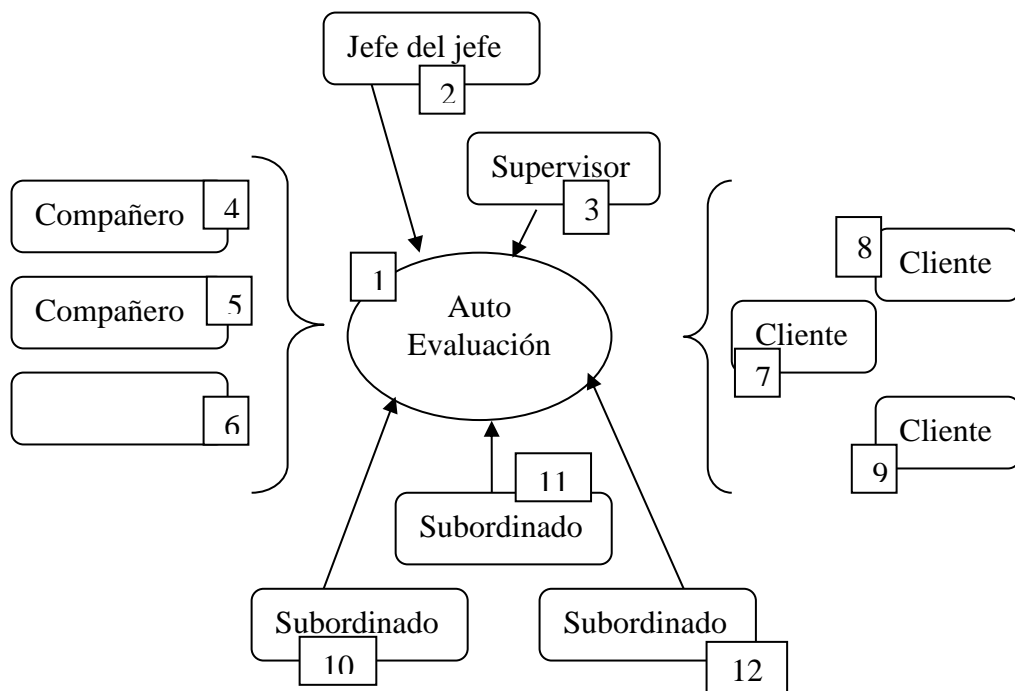 Jefe del jefe
2
Supervisor
3
Compañero
4
Compañero
5
6
1
Auto
Evaluación
8
Cliente
Cliente
7
Cliente
9
11
Subordinado
Subordinado
10
Subordinado
12